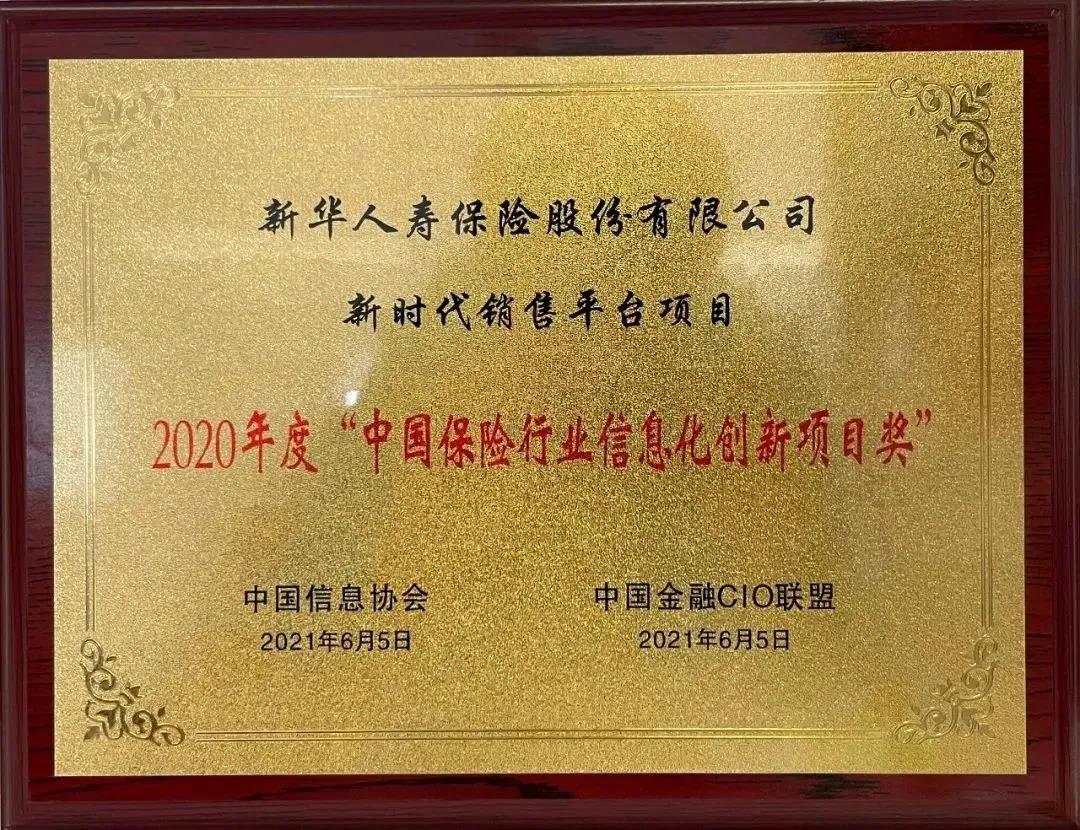 新华人寿保险股份有限公司
新时代销售平台项目
2020年度“中国保险行业信息化创新项目奖”
中国信息协会 中国金融CIO联盟
2021年6月5日 2021年6月5日